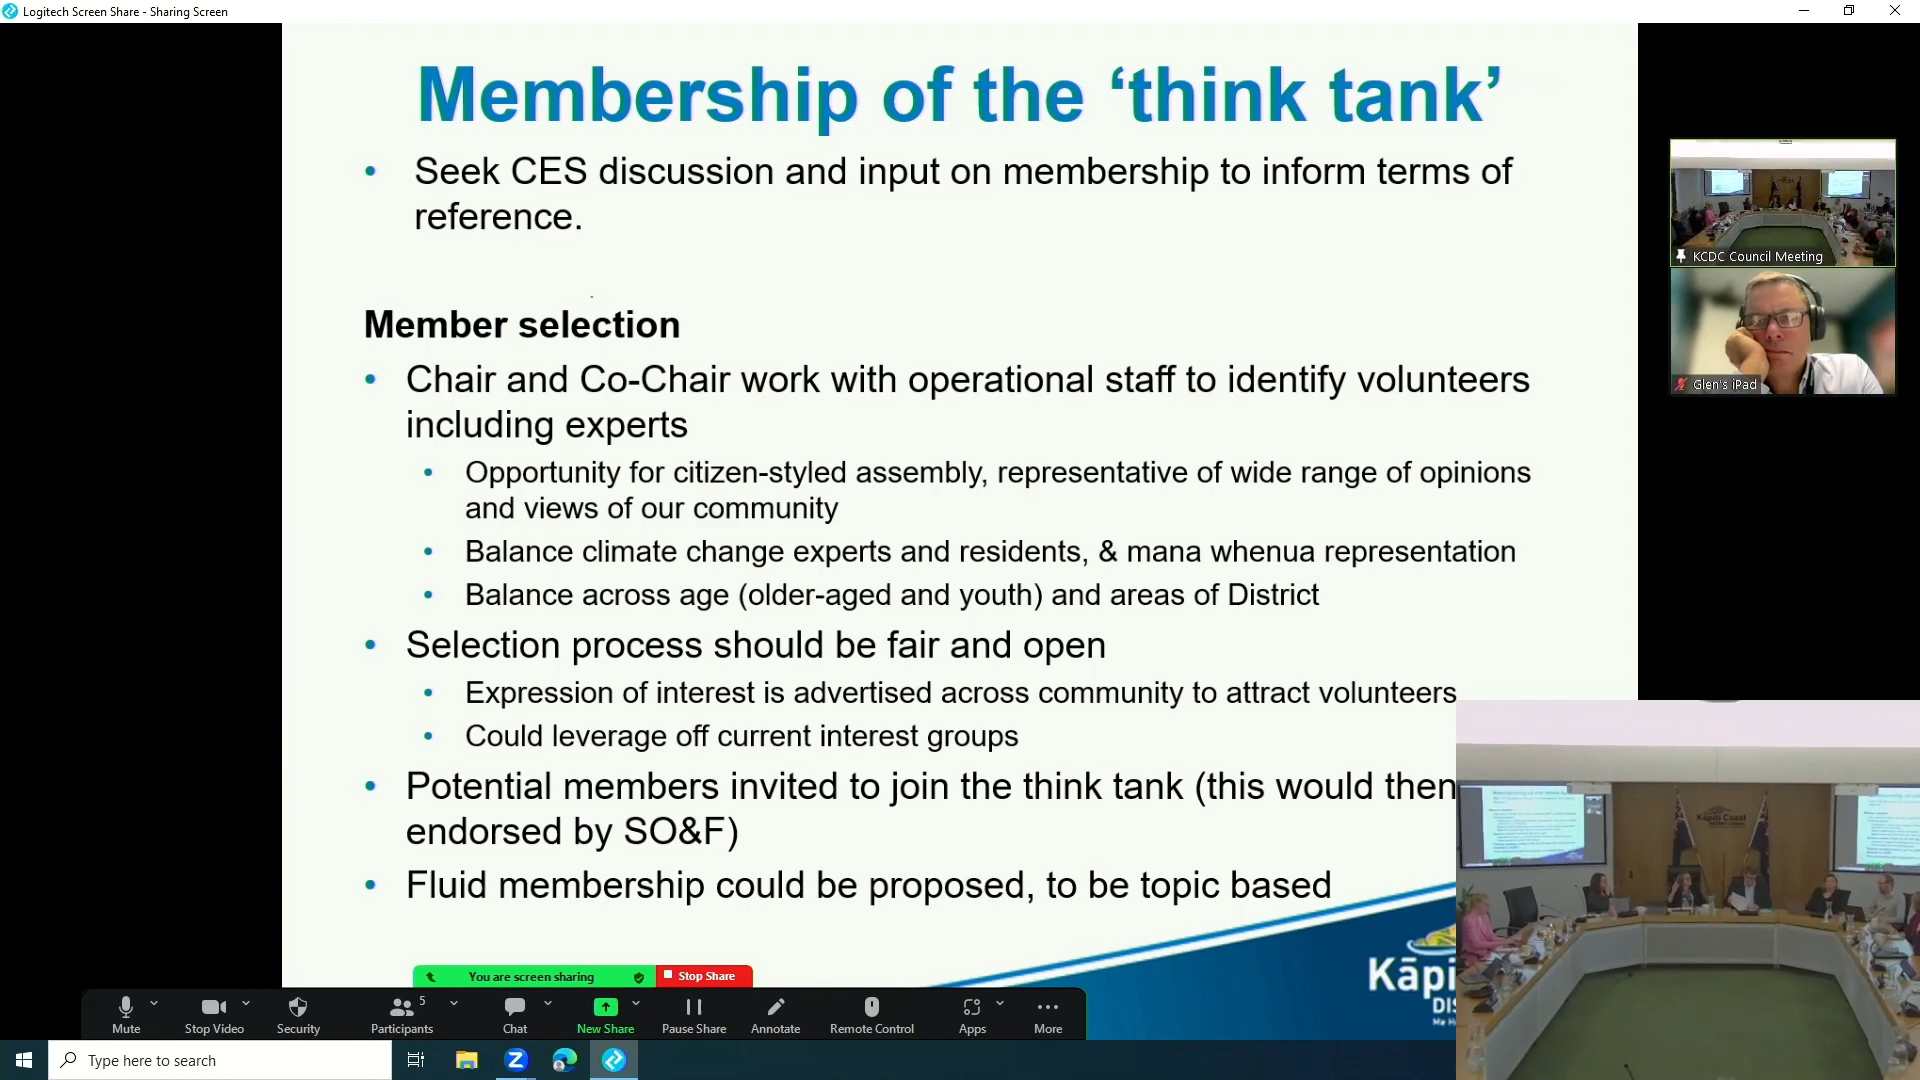 Logitech Screen Share - Sharing Screen
Membership of the ‘think tank’
• Seek CES discussion and input on membership to inform terms of
reference.
Member selection
• Chair and Co-Chair work with operational staff to identify volunteers
including experts
• Opportunity for citizen-styled assembly, representative of wide range of opinions
and views of our community
• Balance climate change experts and residents, & mana whenua representation
• Balance across age (older-aged and youth) and areas of District
• Selection process should be fair and open
• Expression of interest is advertised across community to attract volunteers
• Could leverage off current interest groups
• Potential members invited to join the think tank (this would then
endorsed by SO&F)
• Fluid membership could be proposed, to be topic based
KCDC Council Meeting
Glen's iPad
Kāpiti Coast
Kāpi
DIS
You are screen sharing
Stop Share
Mute
Stop Video
Security
5
Participants
Chat
New Share
Pause Share
Annotate
Remote Control
Apps
More
Type here to search